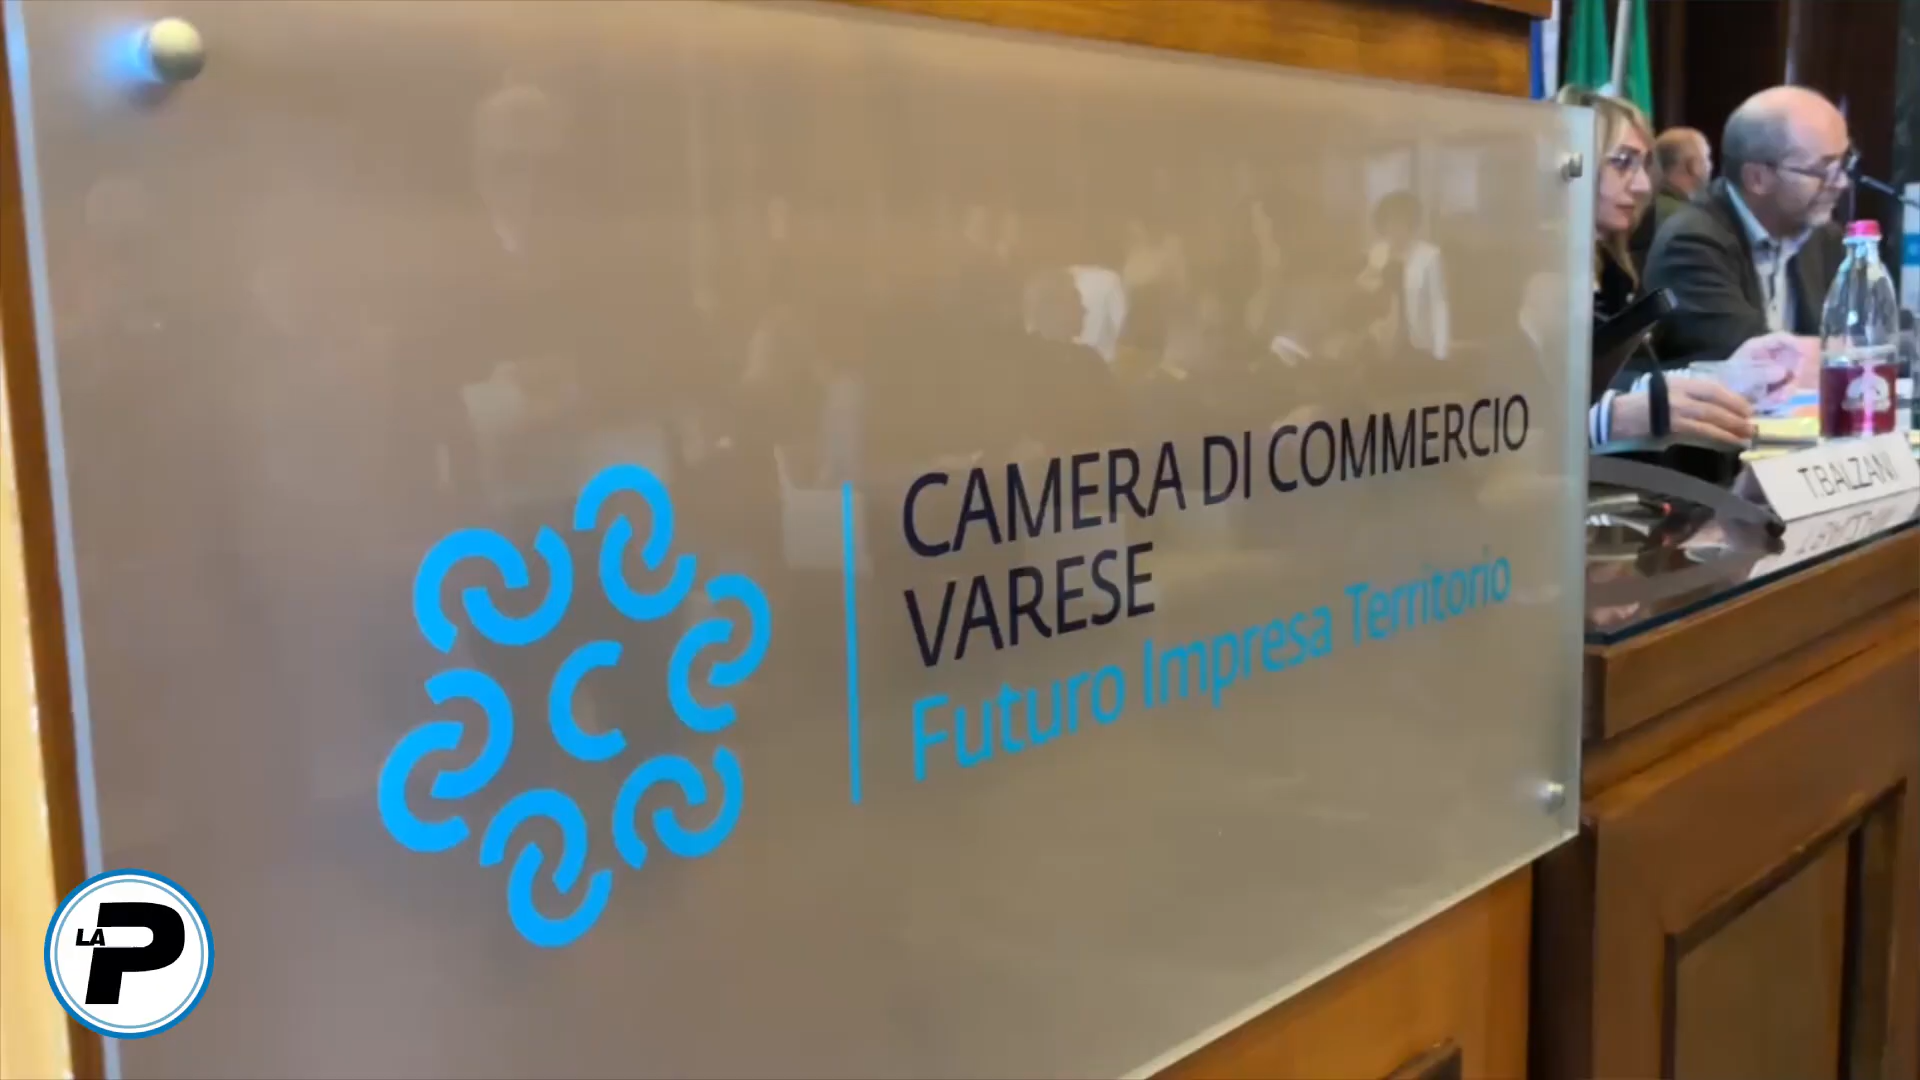 CAMERA DI COMMERCIO
VARESE
Futuro Impresa Territorio
T.BALZANI
LA P